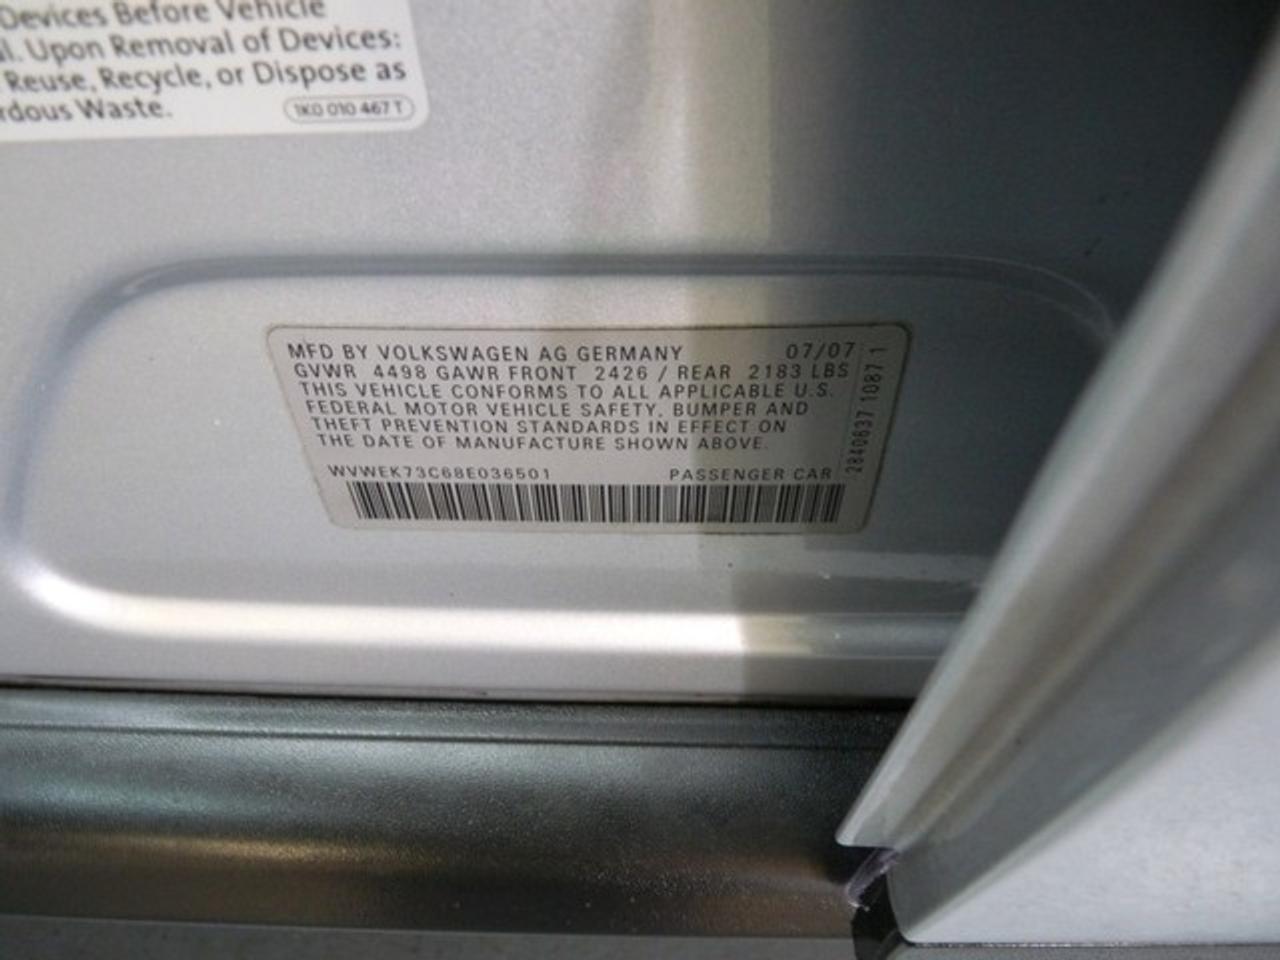 Devices Before Vehicle
l. Upon Removal of Devices:
Reuse, Recycle, or Dispose as
rdous Waste.
1K0 010 467 T
MFD BY VOLKSWAGEN AG GERMANY 07/07
GVWR 4498 GAWR FRONT 2426 / REAR 2183 LBS
THIS VEHICLE CONFORMS TO ALL APPLICABLE U.S.
FEDERAL MOTOR VEHICLE SAFETY, BUMPER AND
THEFT PREVENTION STANDARDS IN EFFECT ON
THE DATE OF MANUFACTURE SHOWN ABOVE.
WVWEK73C68E036501 PASSENGER CAR
2840637 1087 1